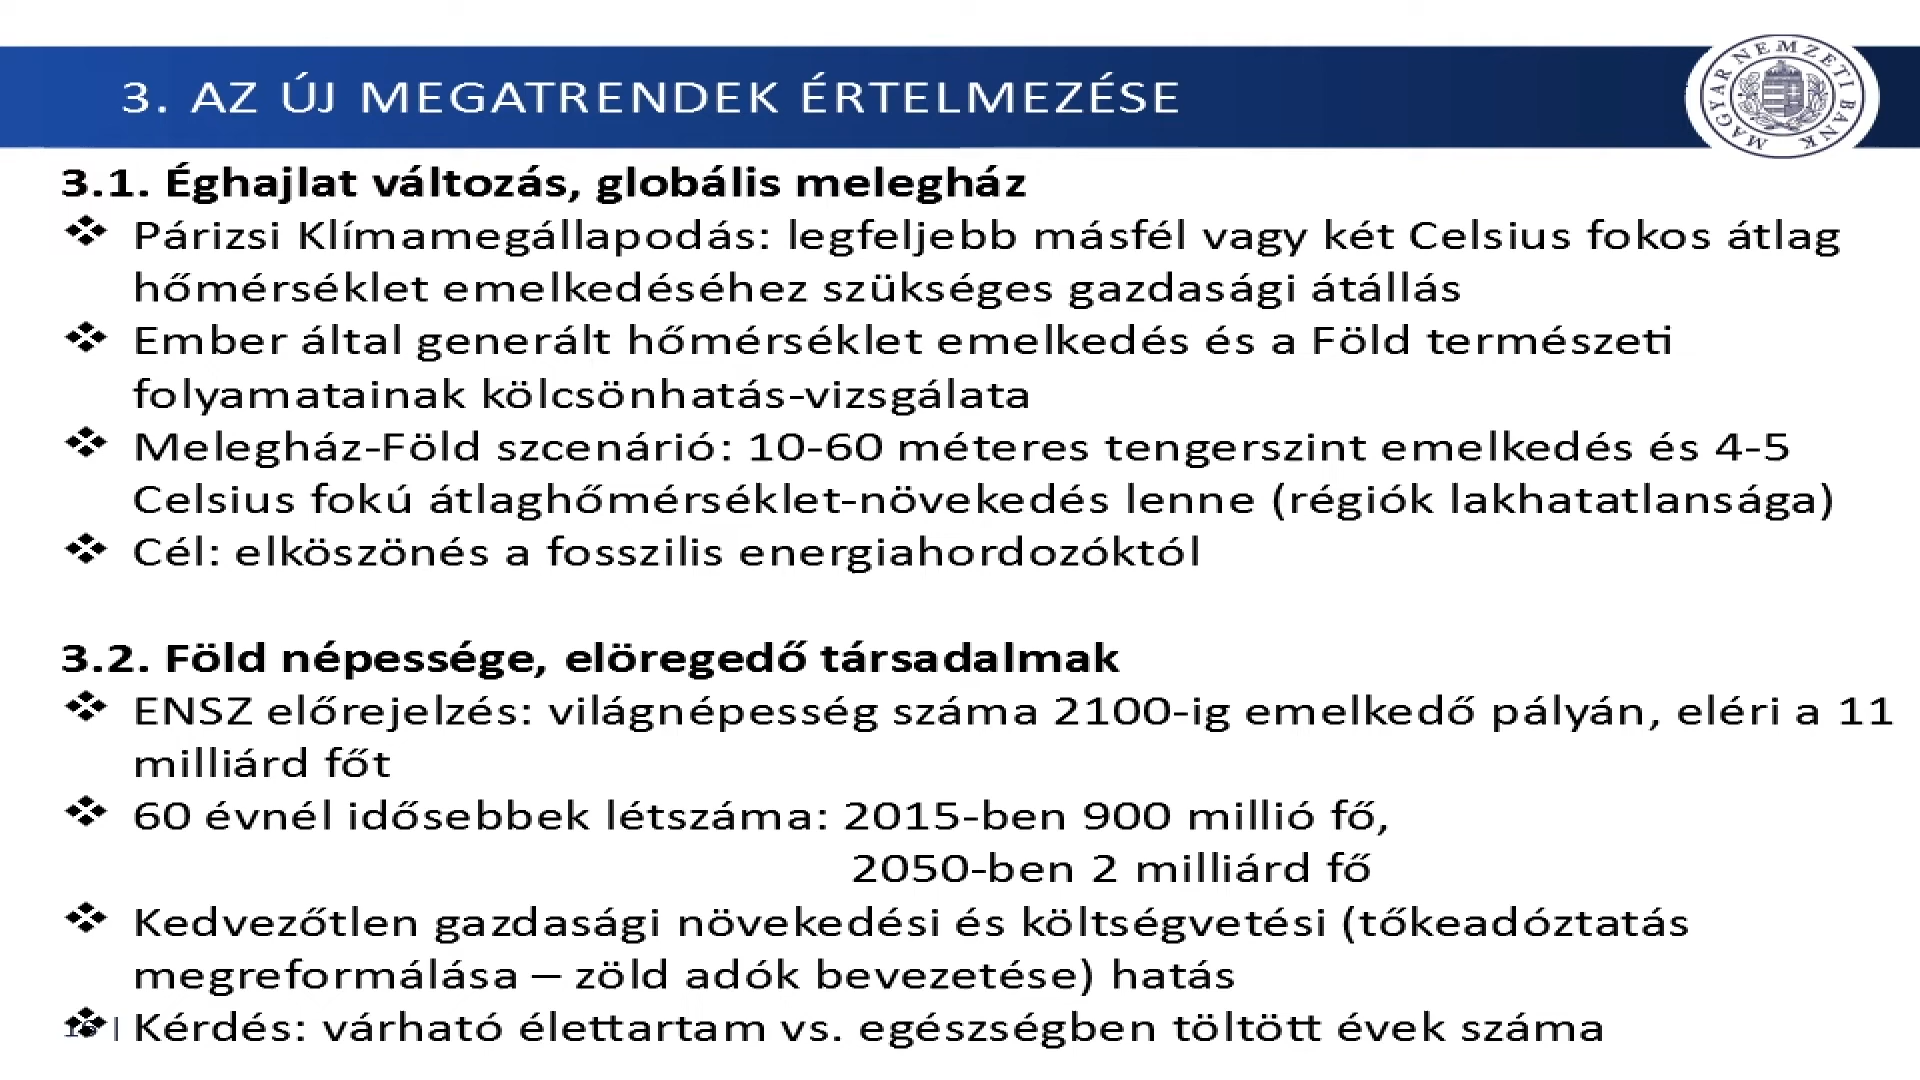 3. AZ ÚJ MEGATRENDEK ÉRTELMEZÉSE
MAGYAR NEMZETI BANK
3.1. Éghajlat változás, globális melegház
❖ Párizsi Klímamegállapodás: legfeljebb másfél vagy két Celsius fokos átlag
hőmérséklet emelkedéséhez szükséges gazdasági átállás
❖ Ember által generált hőmérséklet emelkedés és a Föld természeti
folyamatainak kölcsönhatás-vizsgálata
❖ Melegház-Föld szcenárió: 10-60 méteres tengerszint emelkedés és 4-5
Celsius fokú átlaghőmérséklet-növekedés lenne (régiók lakhatatlansága)
❖ Cél: elköszönés a fosszilis energiahordozóktól
3.2. Föld népessége, elöregedő társadalmak
❖ ENSZ előrejelzés: világnépesség száma 2100-ig emelkedő pályán, eléri a 11
milliárd főt
❖ 60 évnél idősebbek létszáma: 2015-ben 900 millió fő,
2050-ben 2 milliárd fő
❖ Kedvezőtlen gazdasági növekedési és költségvetési (tőkeadóztatás
megreformálása – zöld adók bevezetése) hatás
❖ Kérdés: várható élettartam vs. egészségben töltött évek száma